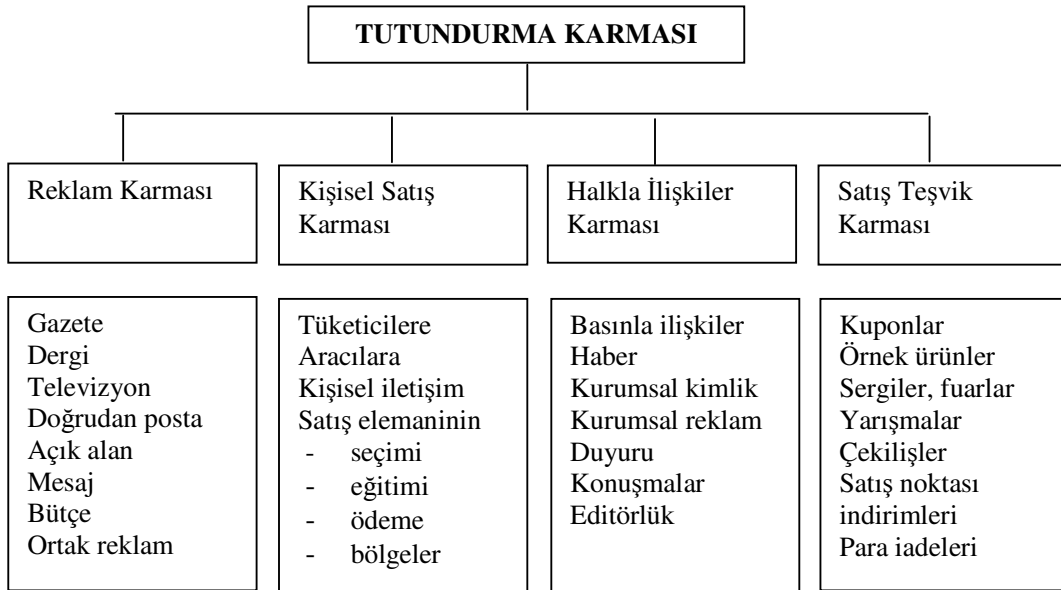 TUTUNDURMA KARMASI
Reklam Karması
Kişisel Satış
Karması
Halkla İlişkiler
Karması
Satış Teşvik
Karması
Gazete
Dergi
Televizyon
Doğrudan posta
Açık alan
Mesaj
Bütçe
Ortak reklam
Tüketicilere
Aracılara
Kişisel iletişim
Satış elemaninin
- seçimi
- eğitimi
- ödeme
- bölgeler
Basınla ilişkiler
Haber
Kurumsal kimlik
Kurumsal reklam
Duyuru
Konuşmalar
Editörlük
Kuponlar
Örnek ürünler
Sergiler, fuarlar
Yarışmalar
Çekilişler
Satış noktası
indirimleri
Para iadeleri